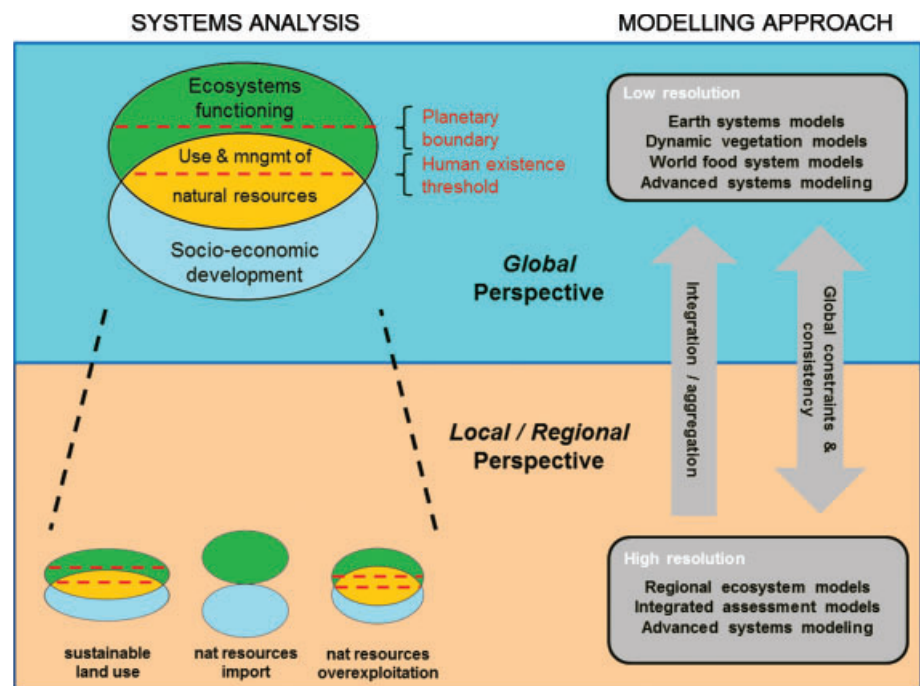 SYSTEMS ANALYSIS
MODELLING APPROACH
Ecosystems
functioning
Use & mngmt of
natural resources
Socio-economic
development
Planetary
boundary
Human existence
threshold
Global
Perspective
Low resolution
Earth systems models
Dynamic vegetation models
World food system models
Advanced systems modeling
Integration / aggregation
Global constraints &
consistency
Local / Regional
Perspective
sustainable
land use
nat resources
import
nat resources
overexploitation
High resolution
Regional ecosystem models
Integrated assessment models
Advanced systems modeling